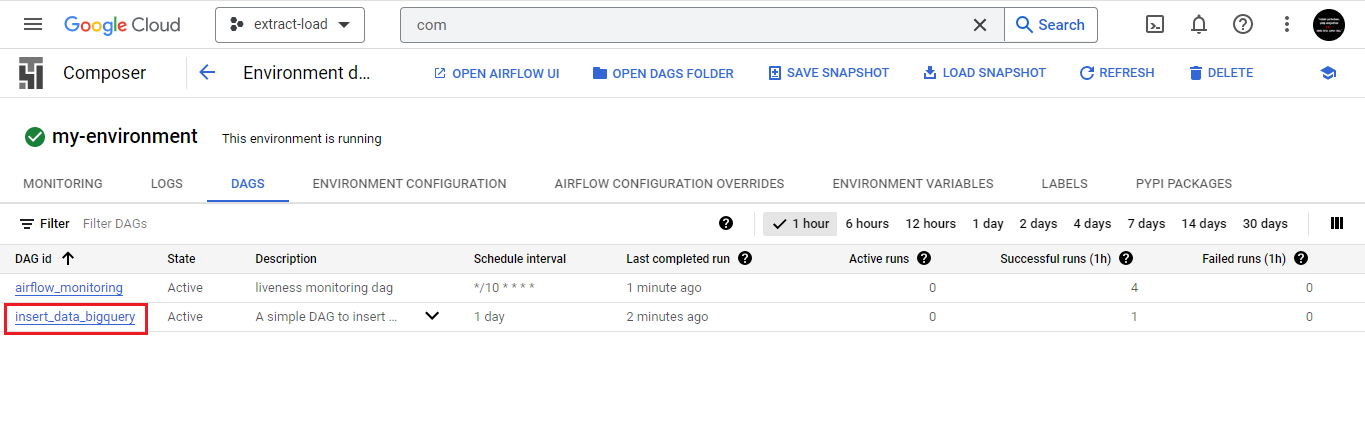 Google Cloud extract-load com Search
Composer Environment d... OPEN AIRFLOW UI OPEN DAGS FOLDER SAVE SNAPSHOT LOAD SNAPSHOT REFRESH DELETE
my-environment This environment is running
MONITORING LOGS DAGS ENVIRONMENT CONFIGURATION AIRFLOW CONFIGURATION OVERRIDES ENVIRONMENT VARIABLES LABELS PYPI PACKAGES
Filter Filter DAGs 1 hour 6 hours 12 hours 1 day 2 days 4 days 7 days 14 days 30 days
DAG id State Description Schedule interval Last completed run Active runs Successful runs (1h) Failed runs (1h)
airflow_monitoring Active liveness monitoring dag */10 * * * * 1 minute ago 0 4 0
insert_data_bigquery Active A simple DAG to insert ... 1 day 2 minutes ago 0 1 0